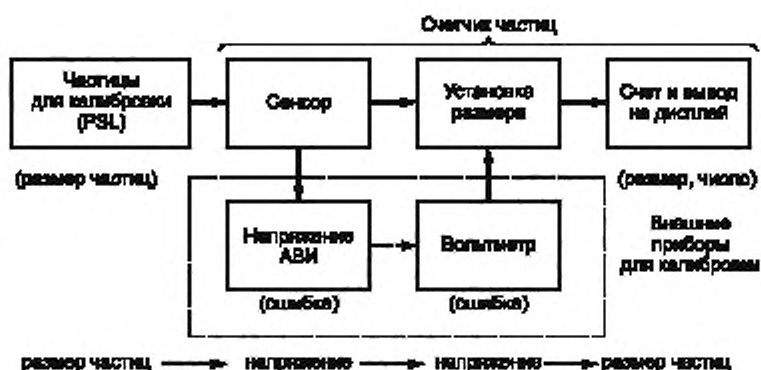 Счетчик частиц
Частицы
для калибровки
(PSL)
Сенсор
Установка
размера
Счет и вывод
на дисплей
(размер частиц)
(размер, число)
Напряжение
АВИ
Вольтметр
Внешние
приборы
для калибровки
(ошибка)
(ошибка)
размер частиц
напряжение
напряжение
размер частиц